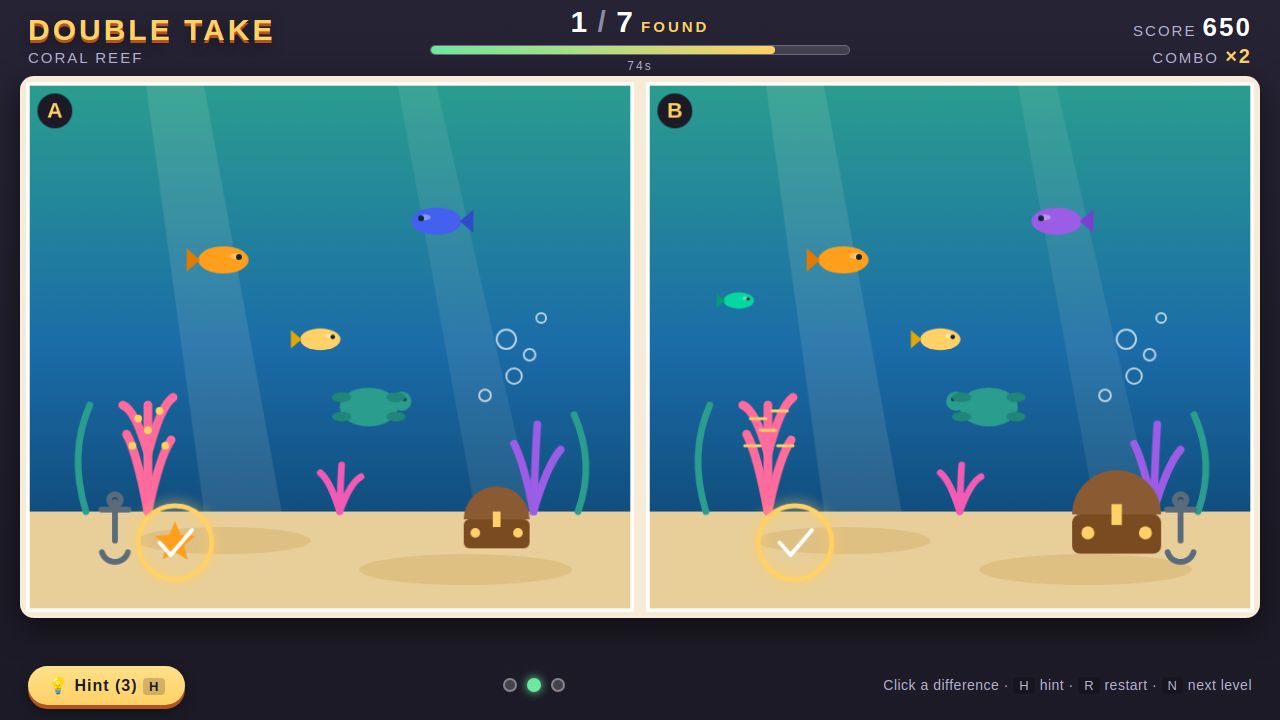 DOUBLE TAKE
CORAL REEF
1 / 7 FOUND
74s
SCORE 650
COMBO ×2
A
B
Hint (3) H
Click a difference · H hint · R restart · N next level